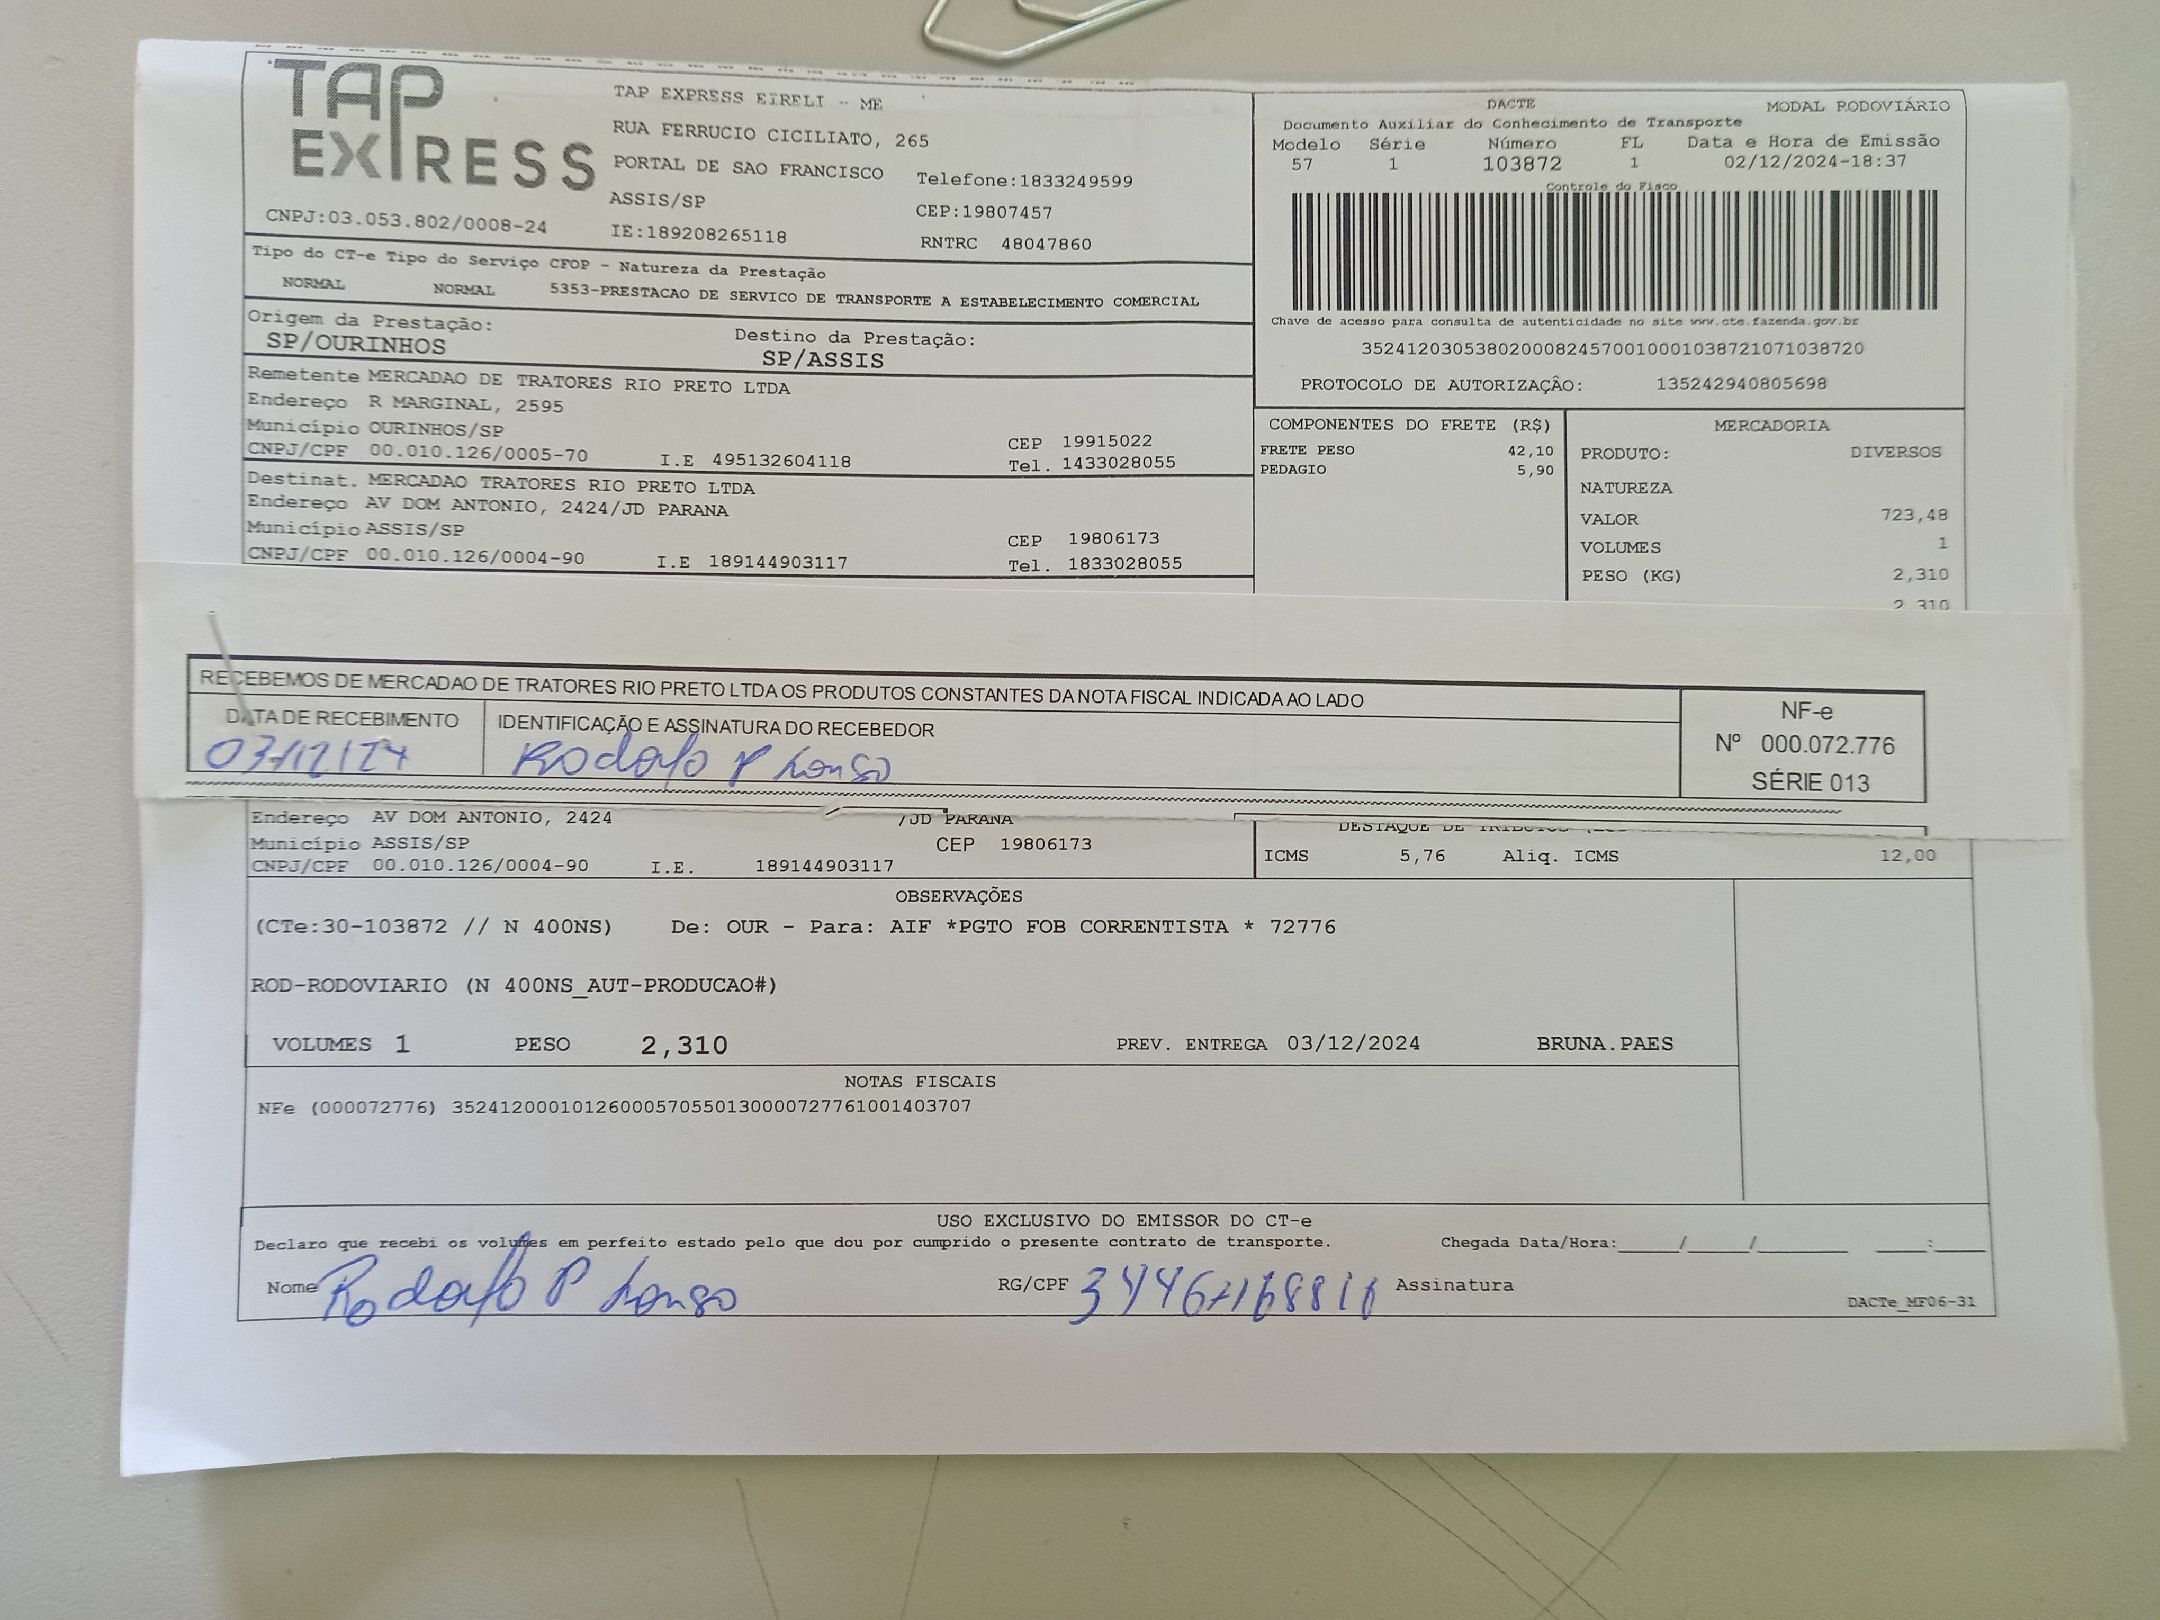 TAP EXPRESS
TAP EXPRESS EIRELI - ME
RUA FERRUCIO CICILIATO, 265
PORTAL DE SAO FRANCISCO Telefone:1833249599
ASSIS/SP CEP:19807457
CNPJ:03.053.802/0008-24 IE:189208265118 RNTRC 48047860
DACTE MODAL RODOVIÁRIO
Documento Auxiliar do Conhecimento de Transporte
Modelo Série Número FL Data e Hora de Emissão
57 1 103872 1 02/12/2024-18:37
Controle do Fisco
Chave de acesso para consulta de autenticidade no site www.cte.fazenda.gov.br
35241203053802000824570010001038721071038720
PROTOCOLO DE AUTORIZAÇÃO: 135242940805698
Tipo do CT-e Tipo do Serviço CFOP - Natureza da Prestação
NORMAL NORMAL 5353-PRESTACAO DE SERVICO DE TRANSPORTE A ESTABELECIMENTO COMERCIAL
Origem da Prestação: Destino da Prestação:
SP/OURINHOS SP/ASSIS
Remetente MERCADAO DE TRATORES RIO PRETO LTDA
Endereço R MARGINAL, 2595
Município OURINHOS/SP CEP 19915022
CNPJ/CPF 00.010.126/0005-70 I.E 495132604118 Tel. 1433028055
Destinat. MERCADAO TRATORES RIO PRETO LTDA
Endereço AV DOM ANTONIO, 2424/JD PARANA
Município ASSIS/SP CEP 19806173
CNPJ/CPF 00.010.126/0004-90 I.E 189144903117 Tel. 1833028055
COMPONENTES DO FRETE (R$)
FRETE PESO 42,10
PEDAGIO 5,90
MERCADORIA
PRODUTO: DIVERSOS
NATUREZA
VALOR 723,48
VOLUMES 1
PESO (KG) 2,310
2,310
RECEBEMOS DE MERCADAO DE TRATORES RIO PRETO LTDA OS PRODUTOS CONSTANTES DA NOTA FISCAL INDICADA AO LADO
DATA DE RECEBIMENTO IDENTIFICAÇÃO E ASSINATURA DO RECEBEDOR
03/12/24 Rodolfo P
NF-e
Nº 000.072.776
SÉRIE 013
Endereço AV DOM ANTONIO, 2424 /JD PARANA
Município ASSIS/SP CEP 19806173
CNPJ/CPF 00.010.126/0004-90 I.E. 189144903117
DESTAQUE DE TRIBUTOS
ICMS 5,76 Aliq. ICMS 12,00
OBSERVAÇÕES
(CTe:30-103872 // N 400NS) De: OUR - Para: AIF *PGTO FOB CORRENTISTA * 72776
ROD-RODOVIARIO (N 400NS_AUT-PRODUCAO#)
VOLUMES 1 PESO 2,310 PREV. ENTREGA 03/12/2024 BRUNA.PAES
NOTAS FISCAIS
NFe (000072776) 35241200010126000570550130000727761001403707
USO EXCLUSIVO DO EMISSOR DO CT-e
Declaro que recebi os volumes em perfeito estado pelo que dou por cumprido o presente contrato de transporte. Chegada Data/Hora:_____/_____/_______ ____:____
Nome Rodolfo P RG/CPF Assinatura
DACTe_MF06-31